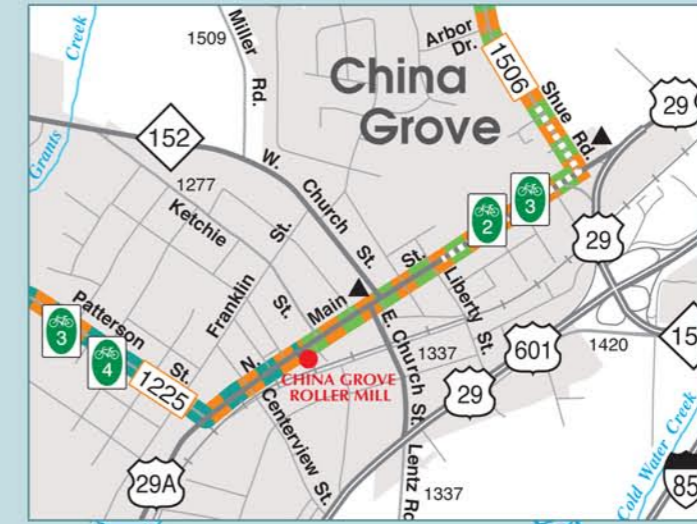 Creek
Grants
Miller
Rd.
1509
Arbor
Dr.
1506
Shue
Rd.
China
Grove
29
152
1277
W.
Church
St.
Ketchie
St.
Franklin
St.
2
3
29
N.
Main
St.
Liberty
St.
3
4
Patterson
St.
1225
CHINA GROVE
ROLLER MILL
E. Church St.
1337
601
1420
29
Centerview St.
29A
Lentz
1337
Cold Water Creek
85